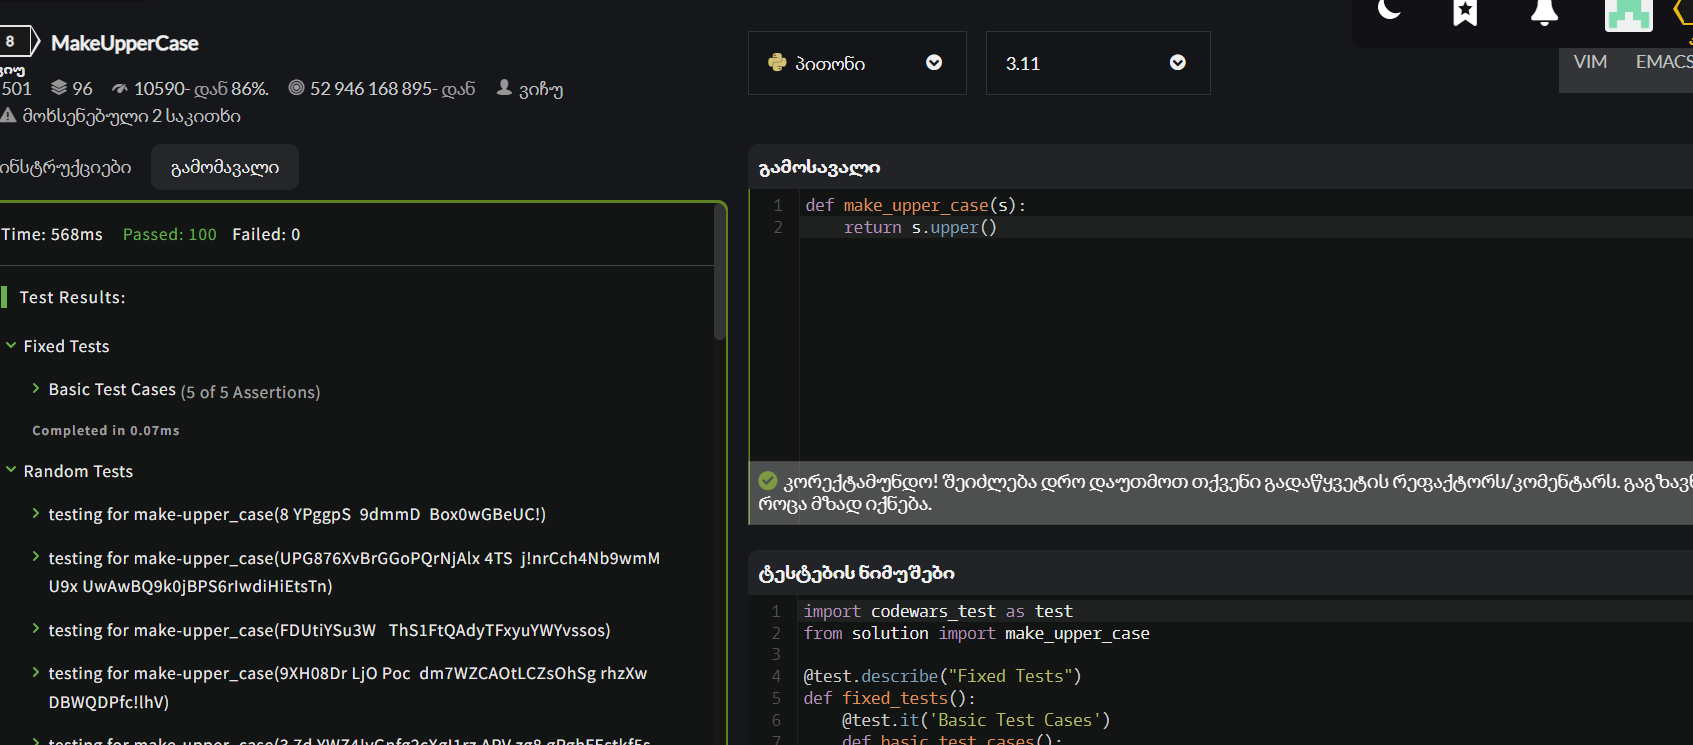 8
MakeUpperCase
კიუ
501 96 10590- დან 86%. 52 946 168 895- დან ვიჩუ
მოხსენებული 2 საკითხი
ინსტრუქციები გამომავალი
Time: 568ms Passed: 100 Failed: 0
Test Results:
Fixed Tests
Basic Test Cases (5 of 5 Assertions)
Completed in 0.07ms
Random Tests
testing for make-upper_case(8 YPggpS 9dmmD Box0wGBeUC!)
testing for make-upper_case(UPG876XvBrGGoPQrNjAlx 4TS j!nrCch4Nb9wmM
U9x UwAwBQ9k0jBPS6rIwdiHiEtsTn)
testing for make-upper_case(FDUtiYSu3W ThS1FtQAdyTFxyuYWYvssos)
testing for make-upper_case(9XH08Dr LjO Poc dm7WZCAOtLCZsOhSg rhzXw
DBWQDPfc!lhV)
პითონი 3.11
VIM EMACS
გამოსავალი
1 def make_upper_case(s):
2 return s.upper()
კორექტამუნდო! შეიძლება დრო დაუთმოთ თქვენი გადაწყვეტის რეფაქტორს/კომენტარს.
როცა მზად იქნება.
ტესტების ნიმუშები
1 import codewars_test as test
2 from solution import make_upper_case
3
4 @test.describe("Fixed Tests")
5 def fixed_tests():
6 @test.it('Basic Test Cases')
7 def basic_test_cases():